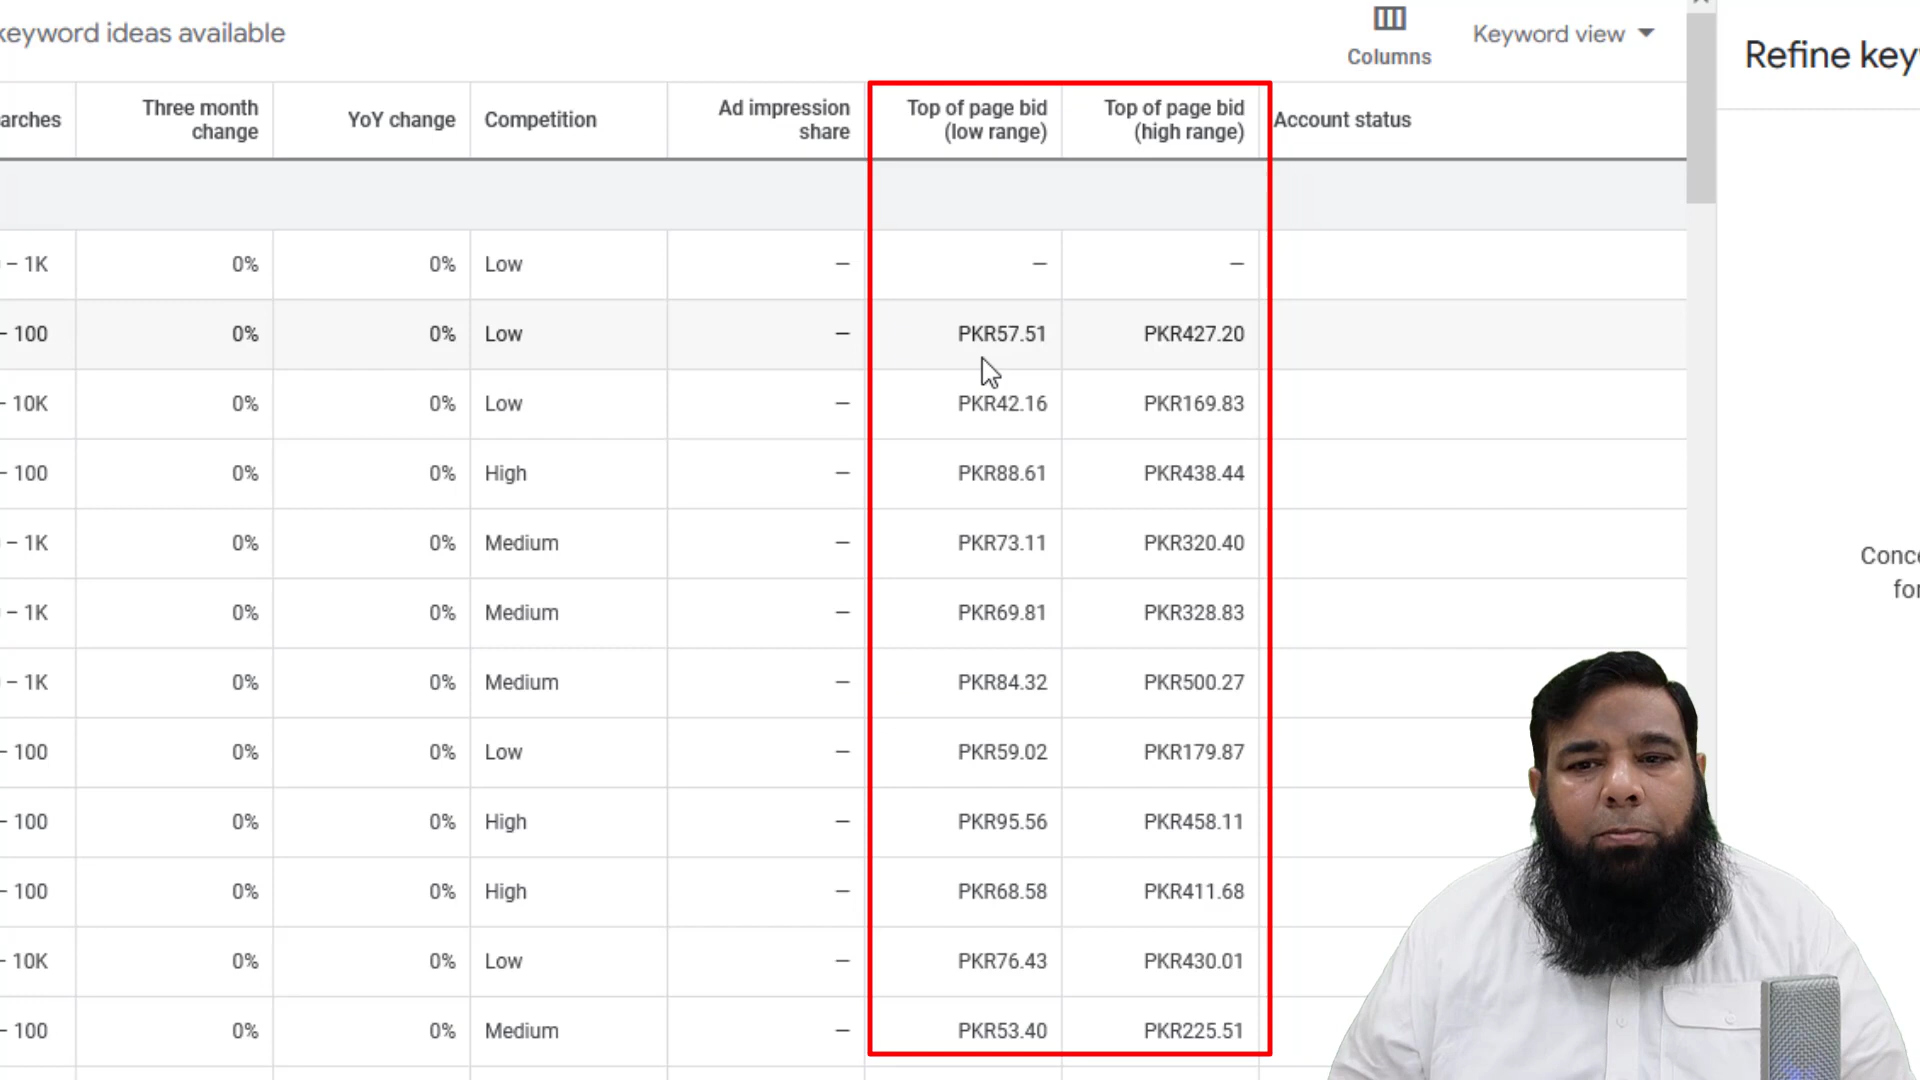 keyword ideas available
Columns
Keyword view
Refine key
arches
Three month
change
YoY change
Competition
Ad impression
share
Top of page bid
(low range)
Top of page bid
(high range)
Account status
– 1K 0% 0% Low — — —
– 100 0% 0% Low — PKR57.51 PKR427.20
– 10K 0% 0% Low — PKR42.16 PKR169.83
– 100 0% 0% High — PKR88.61 PKR438.44
– 1K 0% 0% Medium — PKR73.11 PKR320.40
– 1K 0% 0% Medium — PKR69.81 PKR328.83
– 1K 0% 0% Medium — PKR84.32 PKR500.27
– 100 0% 0% Low — PKR59.02 PKR179.87
– 100 0% 0% High — PKR95.56 PKR458.11
– 100 0% 0% High — PKR68.58 PKR411.68
– 10K 0% 0% Low — PKR76.43 PKR430.01
– 100 0% 0% Medium — PKR53.40 PKR225.51
Conce
for